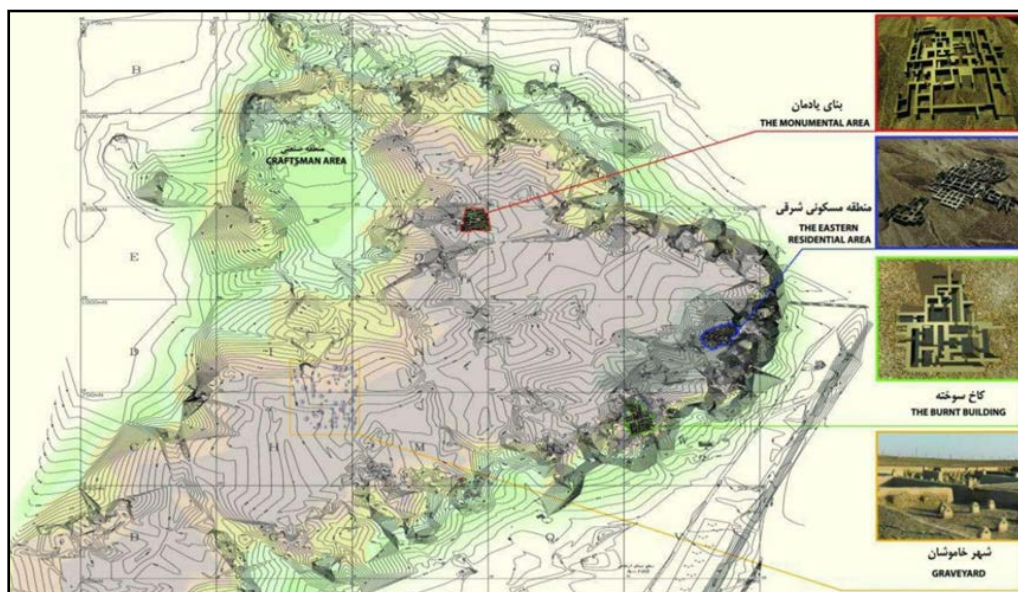 بنای یادمان
THE MONUMENTAL AREA
منطقه صنعتی
CRAFTSMAN AREA
منطقه مسکونی شرقی
THE EASTERN
RESIDENTIAL AREA
کاخ سوخته
THE BURNT BUILDING
شهر خاموشان
GRAVEYARD
B
G
Q
E
T
D
I
S
C
H
M
B
G
L
Q
V